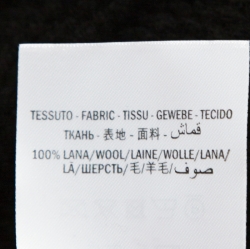 TESSUTO - FABRIC - TISSU - GEWEBE - TECIDO
ТКАНЬ - 表地 - 面料 - قماش
100% LANA/WOOL/LAINE/WOLLE/LANA/
LÃ/ШЕРСТЬ/毛/羊毛/صوف